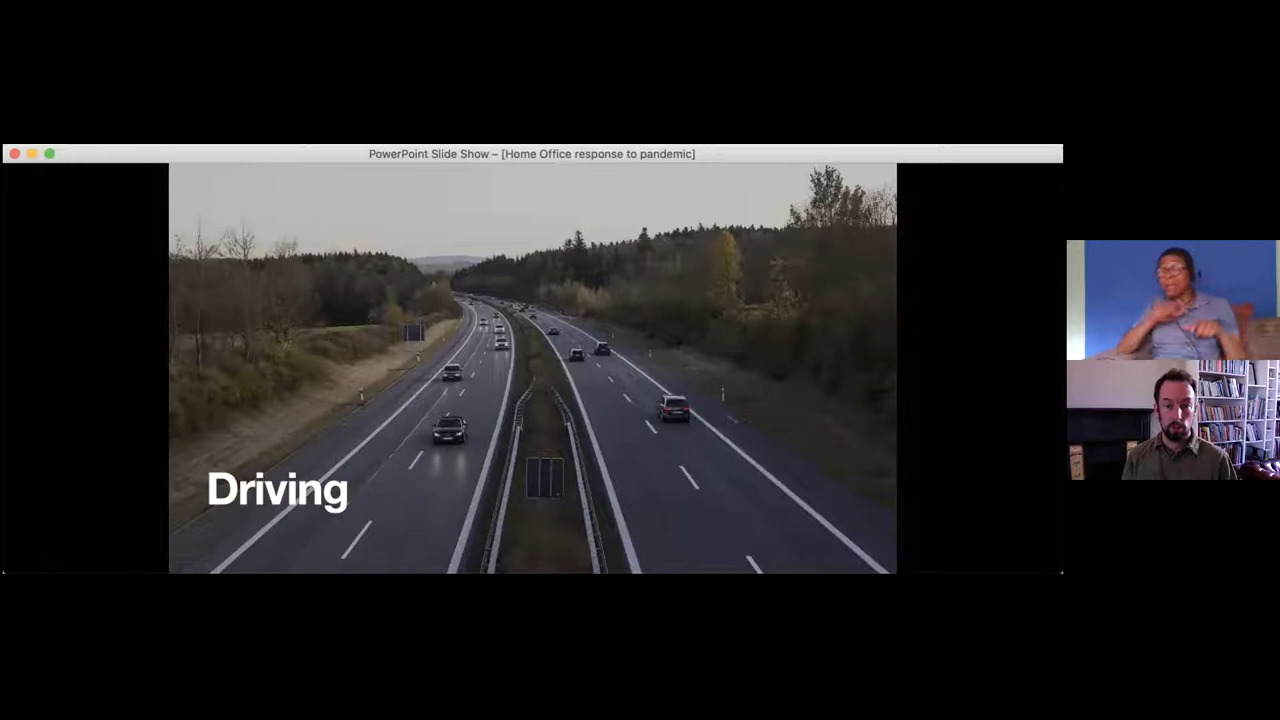 PowerPoint Slide Show – [Home Office response to pandemic]
Driving